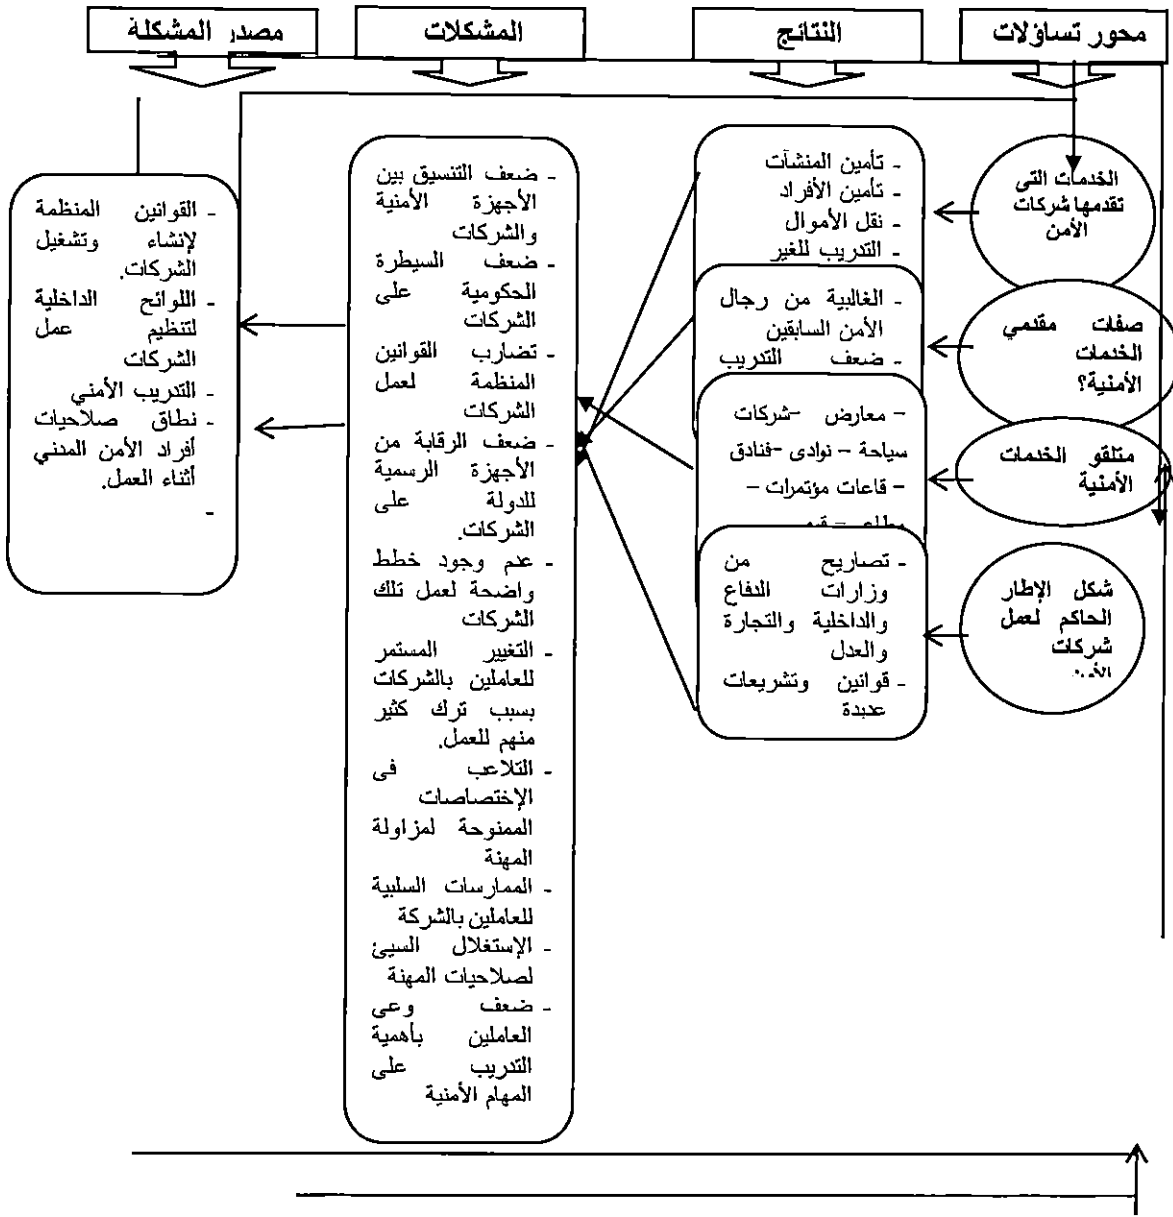 محور تساؤلات
النتائج
المشكلات
مصدر المشكلة
الخدمات التى
تقدمها شركات
الأمن
صفات مقدمي
الخدمات
الأمنية؟
متلقو الخدمات
الأمنية
شكل الإطار
الحاكم لعمل
شركات
- تأمين المنشآت
- تأمين الأفراد
- نقل الأموال
- التدريب للغير
- الغالبية من رجال
الأمن السابقين
- ضعف التدريب
– معارض –شركات
سياحة – نوادى –فنادق
– قاعات مؤتمرات –
- تصاريح من
وزارات الدفاع
والداخلية والتجارة
والعدل
- قوانين وتشريعات
عديدة
- ضعف التنسيق بين
الأجهزة الأمنية
والشركات
- ضعف السيطرة
الحكومية على
الشركات
- تضارب القوانين
المنظمة لعمل
الشركات
- ضعف الرقابة من
الأجهزة الرسمية
للدولة على
الشركات.
- عدم وجود خطط
واضحة لعمل تلك
الشركات
- التغيير المستمر
للعاملين بالشركات
بسبب ترك كثير
منهم للعمل.
- التلاعب فى
الإختصاصات
الممنوحة لمزاولة
المهنة
- الممارسات السلبية
للعاملين بالشركة
- الإستغلال السيئ
لصلاحيات المهنة
- ضعف وعى
العاملين بأهمية
التدريب على
المهام الأمنية
- القوانين المنظمة
لإنشاء وتشغيل
الشركات.
- اللوائح الداخلية
لتنظيم عمل
الشركات
- التدريب الأمني
- نطاق صلاحيات
أفراد الأمن المدني
أثناء العمل.
-